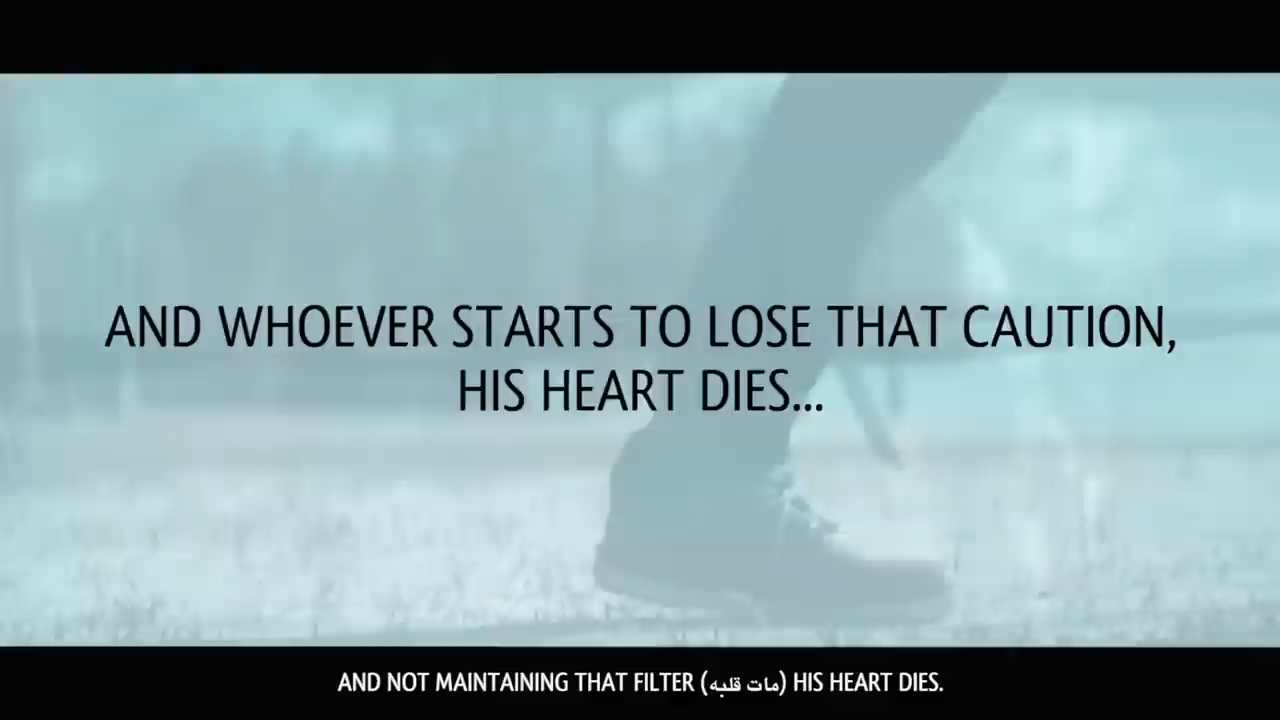 AND WHOEVER STARTS TO LOSE THAT CAUTION,
HIS HEART DIES...
AND NOT MAINTAINING THAT FILTER (مات قلبه) HIS HEART DIES.